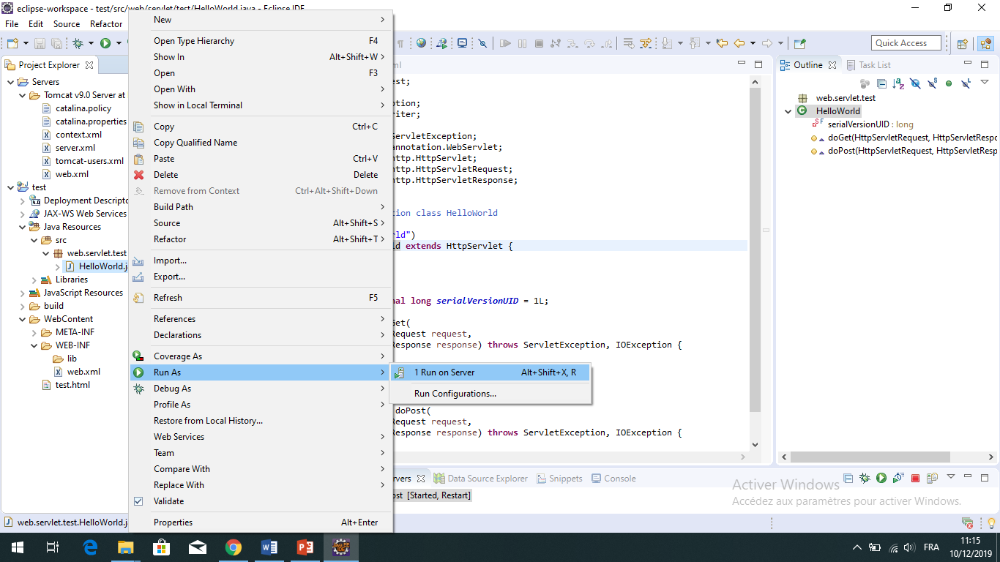 eclipse-workspace - test/src/web/servlet/test/HelloWorld.java - Eclipse IDE
File Edit Source Refactor
Quick Access
Project Explorer
Servers
Tomcat v9.0 Server at
catalina.policy
catalina.properties
context.xml
server.xml
tomcat-users.xml
web.xml
test
Deployment Descripto
JAX-WS Web Services
Java Resources
src
web.servlet.test
HelloWorld.j
Libraries
JavaScript Resources
build
WebContent
META-INF
WEB-INF
lib
web.xml
test.html
New
Open Type Hierarchy F4
Show In Alt+Shift+W
Open F3
Open With
Show in Local Terminal
Copy Ctrl+C
Copy Qualified Name
Paste Ctrl+V
Delete Delete
Remove from Context Ctrl+Alt+Shift+Down
Build Path
Source Alt+Shift+S
Refactor Alt+Shift+T
Import...
Export...
Refresh F5
References
Declarations
Coverage As
Run As
Debug As
Profile As
Restore from Local History...
Web Services
Team
Compare With
Replace With
Validate
Properties Alt+Enter
1 Run on Server Alt+Shift+X, R
Run Configurations...
ml
est;
ption;
riter;
ServletException;
annotation.WebServlet;
http.HttpServlet;
http.HttpServletRequest;
http.HttpServletResponse;
tion class HelloWorld
rld")
ld extends HttpServlet {
nal long serialVersionUID = 1L;
Get(
Request request,
Response response) throws ServletException, IOException {
doPost(
Request request,
Response response) throws ServletException, IOException {
Outline Task List
web.servlet.test
HelloWorld
S F
serialVersionUID : long
doGet(HttpServletRequest, HttpServletRespo
doPost(HttpServletRequest, HttpServletResp
rvers Data Source Explorer Snippets Console
ost [Started, Restart]
Activer Windows
Accédez aux paramètres pour activer Windows.
web.servlet.test.HelloWorld.j
FRA
11:15
10/12/2019